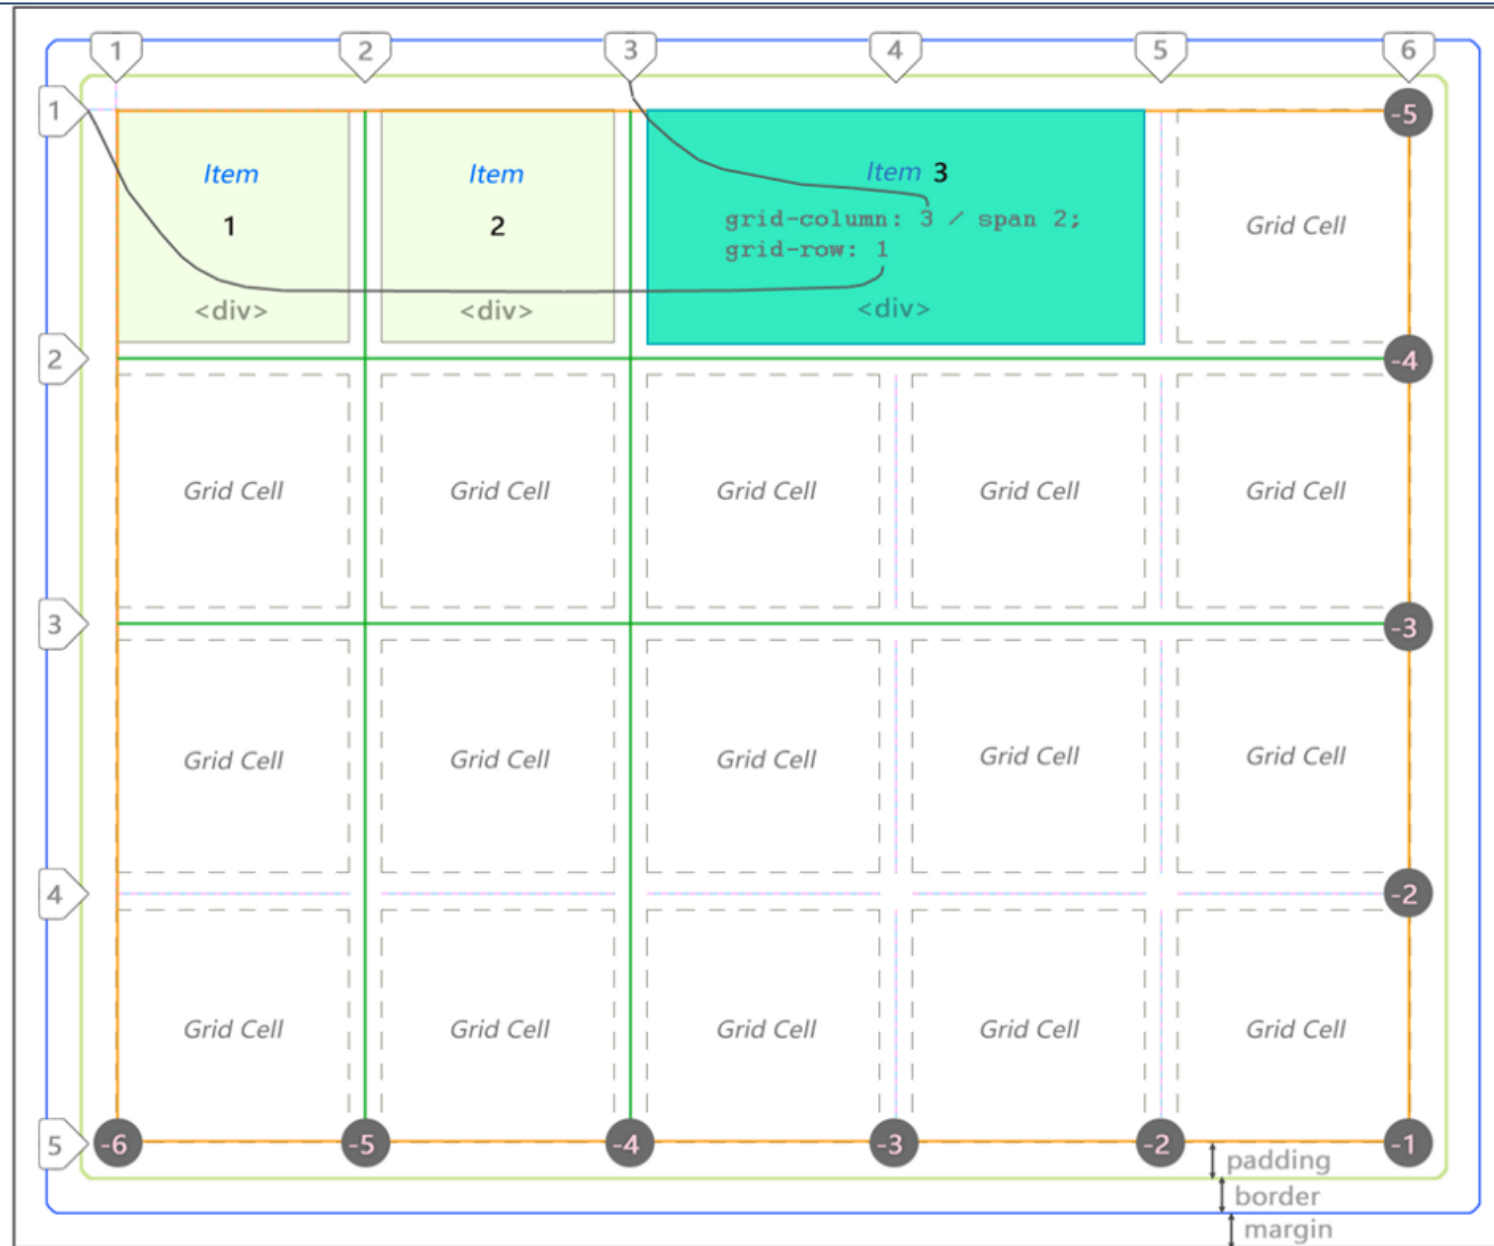 1 2 3 4 5 6
1 -5
Item Item Item 3
1 2 grid-column: 3 / span 2; Grid Cell
grid-row: 1
<div> <div> <div>
2 -4
Grid Cell Grid Cell Grid Cell Grid Cell Grid Cell
3 -3
Grid Cell Grid Cell Grid Cell Grid Cell Grid Cell
4 -2
Grid Cell Grid Cell Grid Cell Grid Cell Grid Cell
5 -6 -5 -4 -3 -2 -1
padding
border
margin